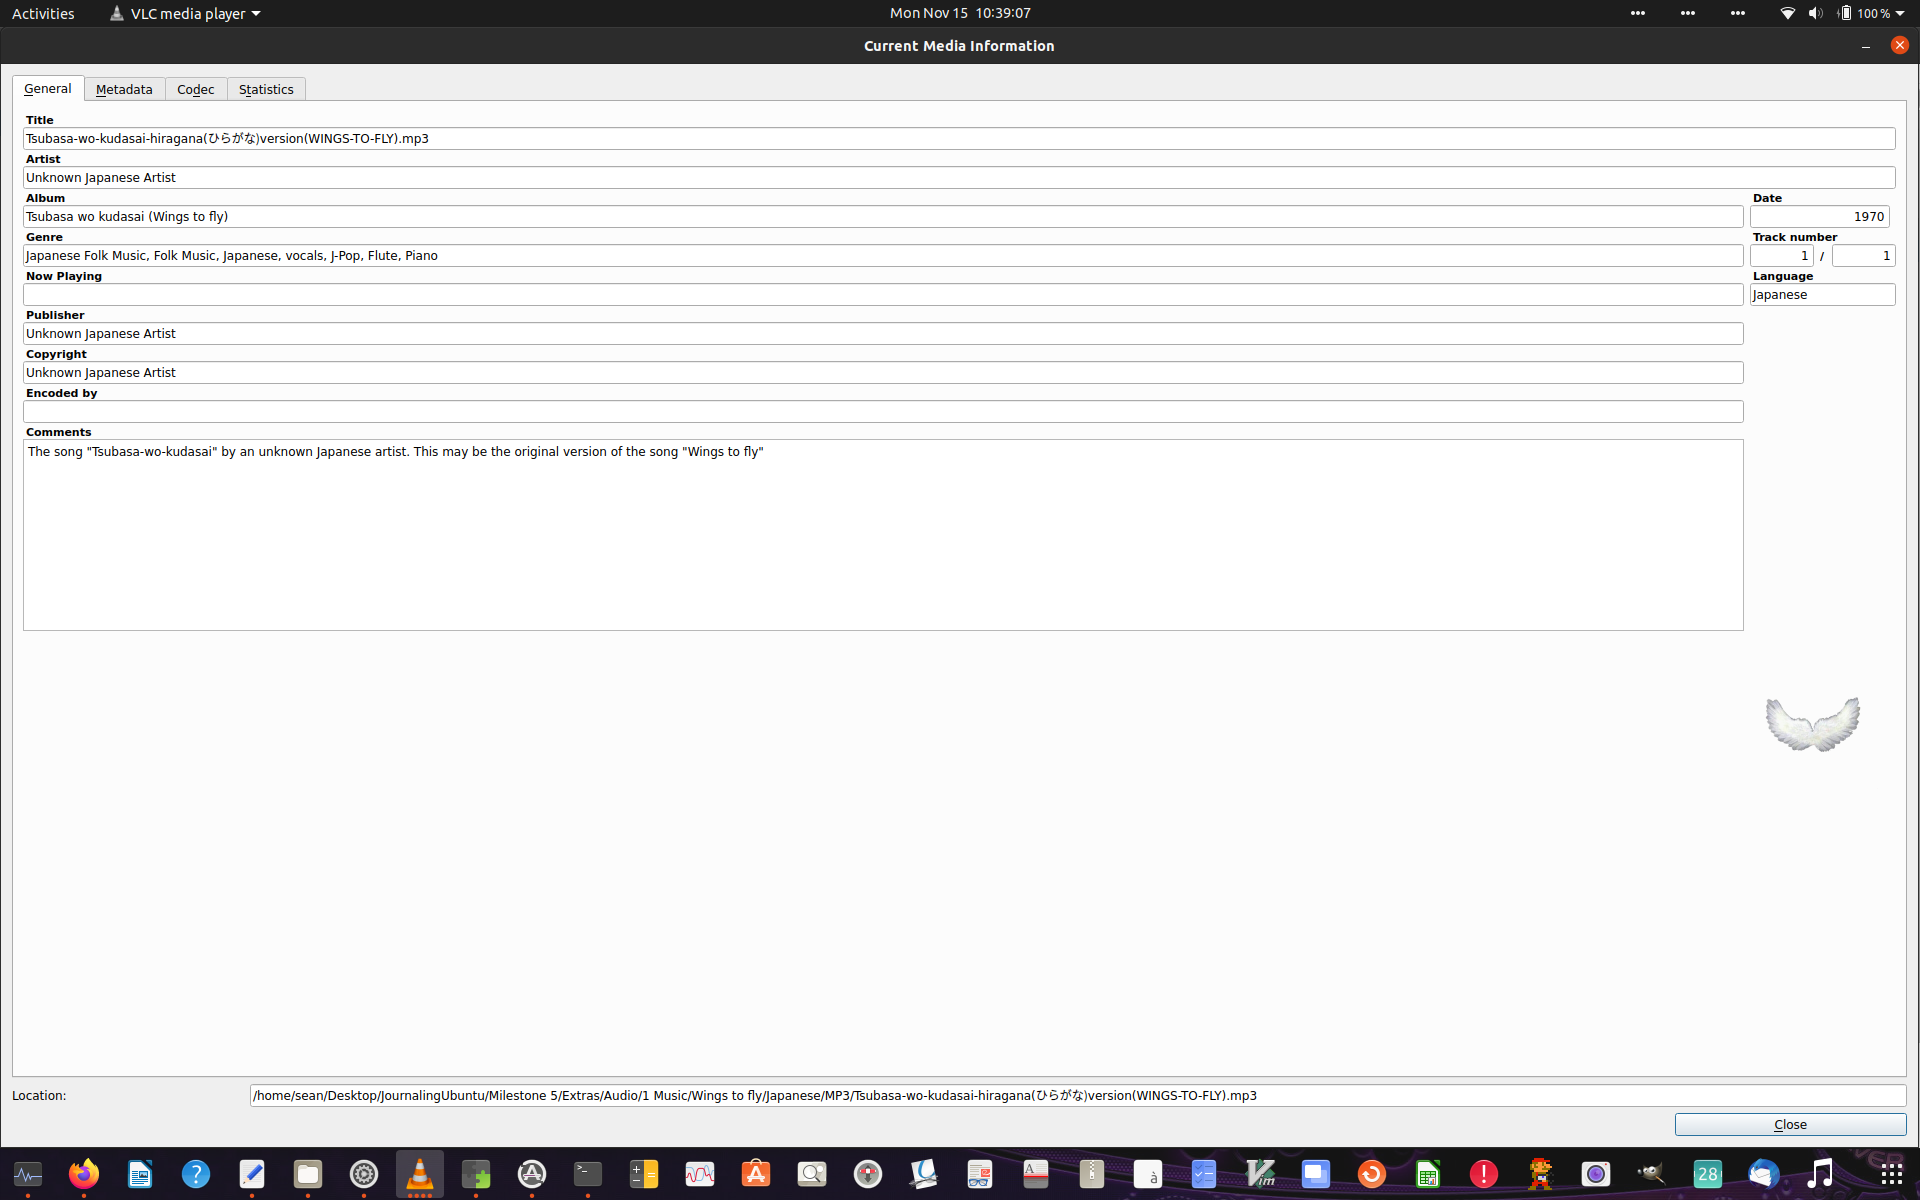 Activities VLC media player Mon Nov 15 10:39:07 100 %
Current Media Information
General Metadata Codec Statistics
Title
Tsubasa-wo-kudasai-hiragana(ひらがな)version(WINGS-TO-FLY).mp3
Artist
Unknown Japanese Artist
Album Date
Tsubasa wo kudasai (Wings to fly) 1970
Genre Track number
Japanese Folk Music, Folk Music, Japanese, vocals, J-Pop, Flute, Piano 1 / 1
Now Playing Language
Japanese
Publisher
Unknown Japanese Artist
Copyright
Unknown Japanese Artist
Encoded by
Comments
The song "Tsubasa-wo-kudasai" by an unknown Japanese artist. This may be the original version of the song "Wings to fly"
Location: /home/sean/Desktop/JournalingUbuntu/Milestone 5/Extras/Audio/1 Music/Wings to fly/Japanese/MP3/Tsubasa-wo-kudasai-hiragana(ひらがな)version(WINGS-TO-FLY).mp3
Close
28